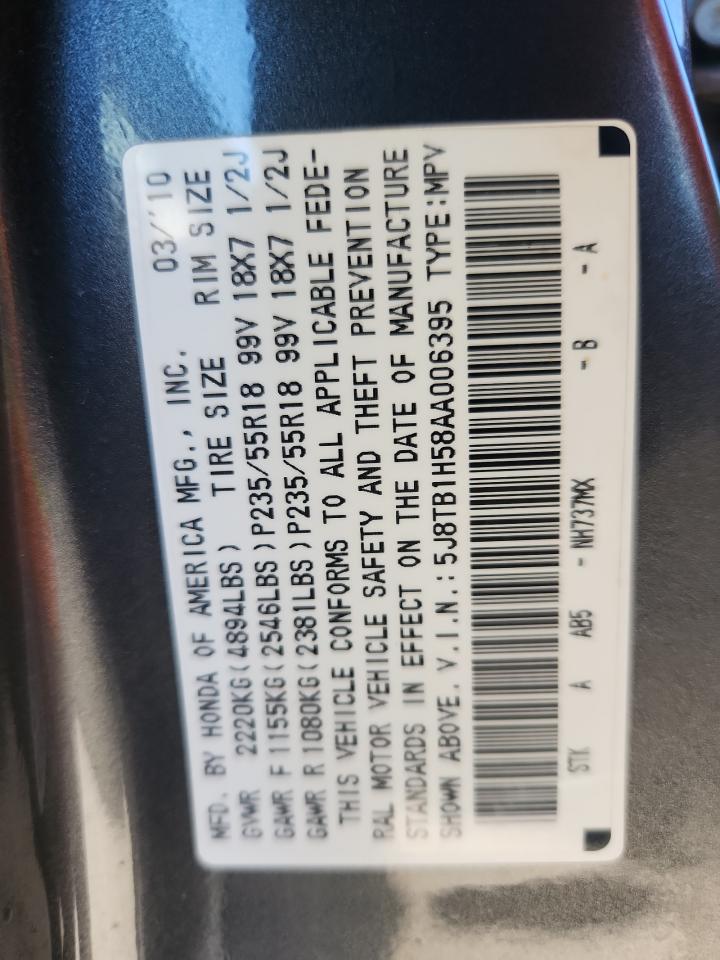 MFD. BY HONDA OF AMERICA MFG., INC. 03/'10
GVWR 2220KG(4894LBS) TIRE SIZE RIM SIZE
GAWR F 1155KG(2546LBS)P235/55R18 99V 18X7 1/2J
GAWR R 1080KG(2381LBS)P235/55R18 99V 18X7 1/2J
THIS VEHICLE CONFORMS TO ALL APPLICABLE FEDE-
RAL MOTOR VEHICLE SAFETY AND THEFT PREVENTION
STANDARDS IN EFFECT ON THE DATE OF MANUFACTURE
SHOWN ABOVE. V.I.N.:5J8TB1H58AA006395 TYPE:MPV
STK A AB5 - NH737MX - B - A